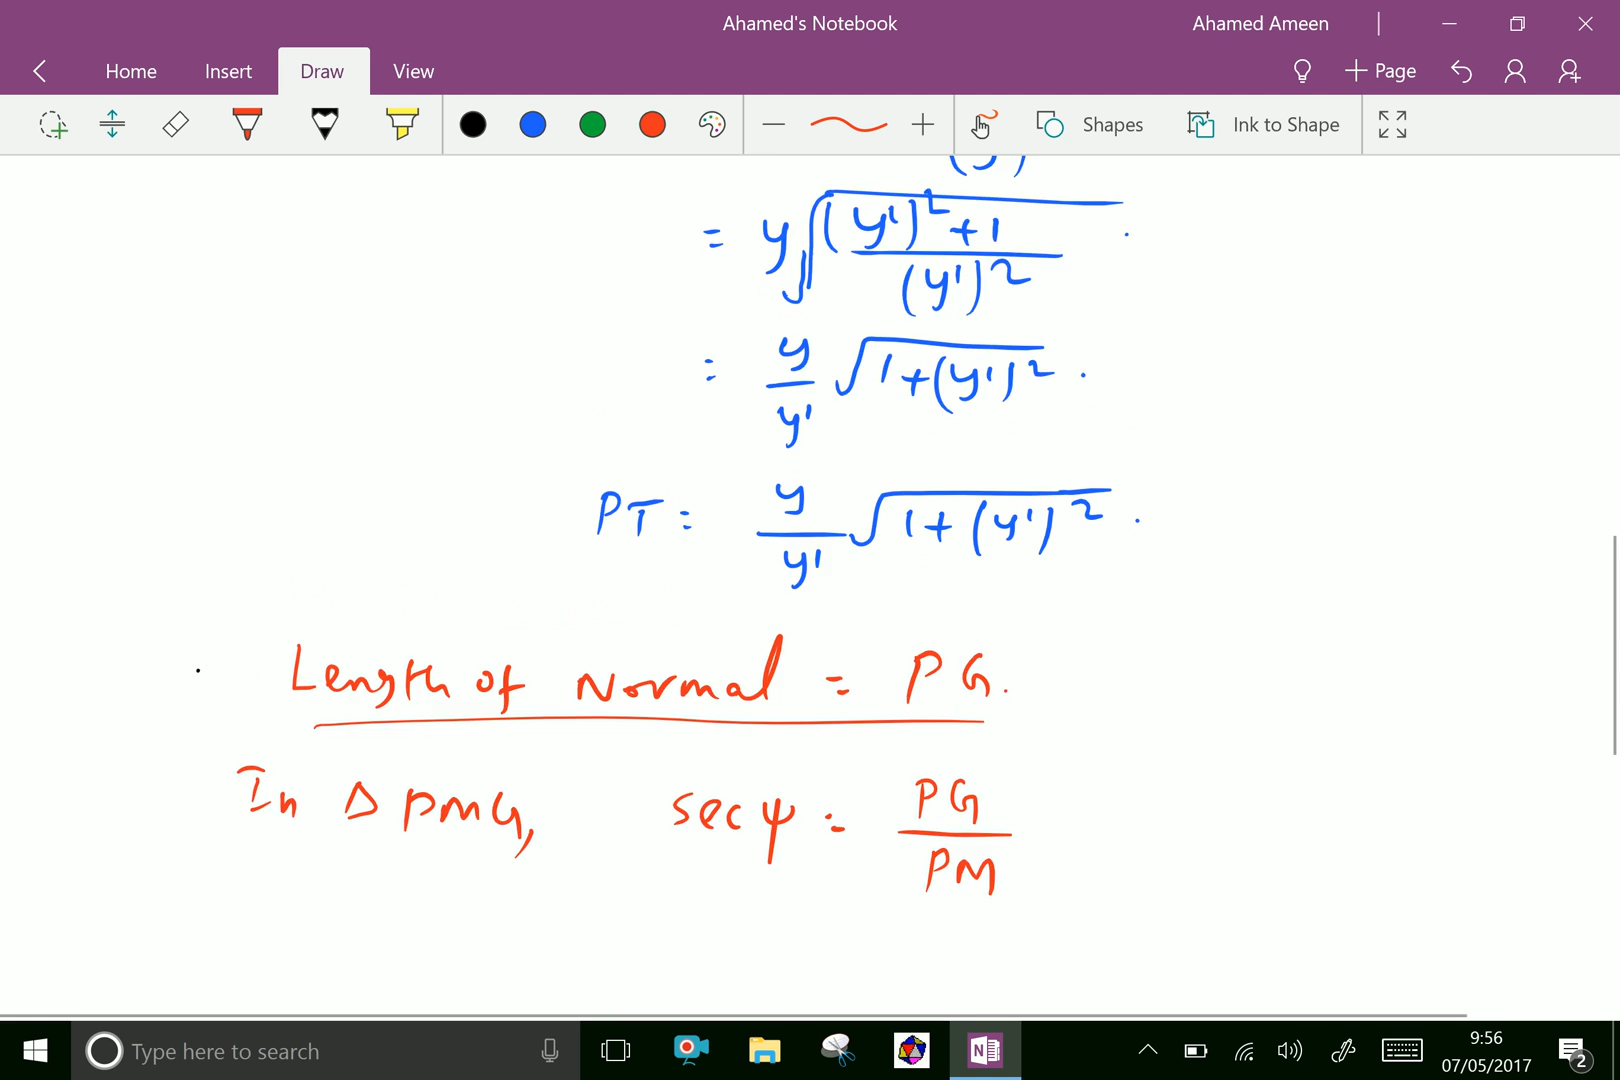 Ahamed's Notebook
Ahamed Ameen
Home Insert Draw View
Page
Shapes Ink to Shape
= y√((y')² + 1 / (y')²) .
= y/y' √(1+(y')²) .
PT = y/y' √(1+(y')²) .
Length of Normal = PG.
In Δ PMG, sec ψ = PG/PM
Type here to search
N
9:56
07/05/2017
2